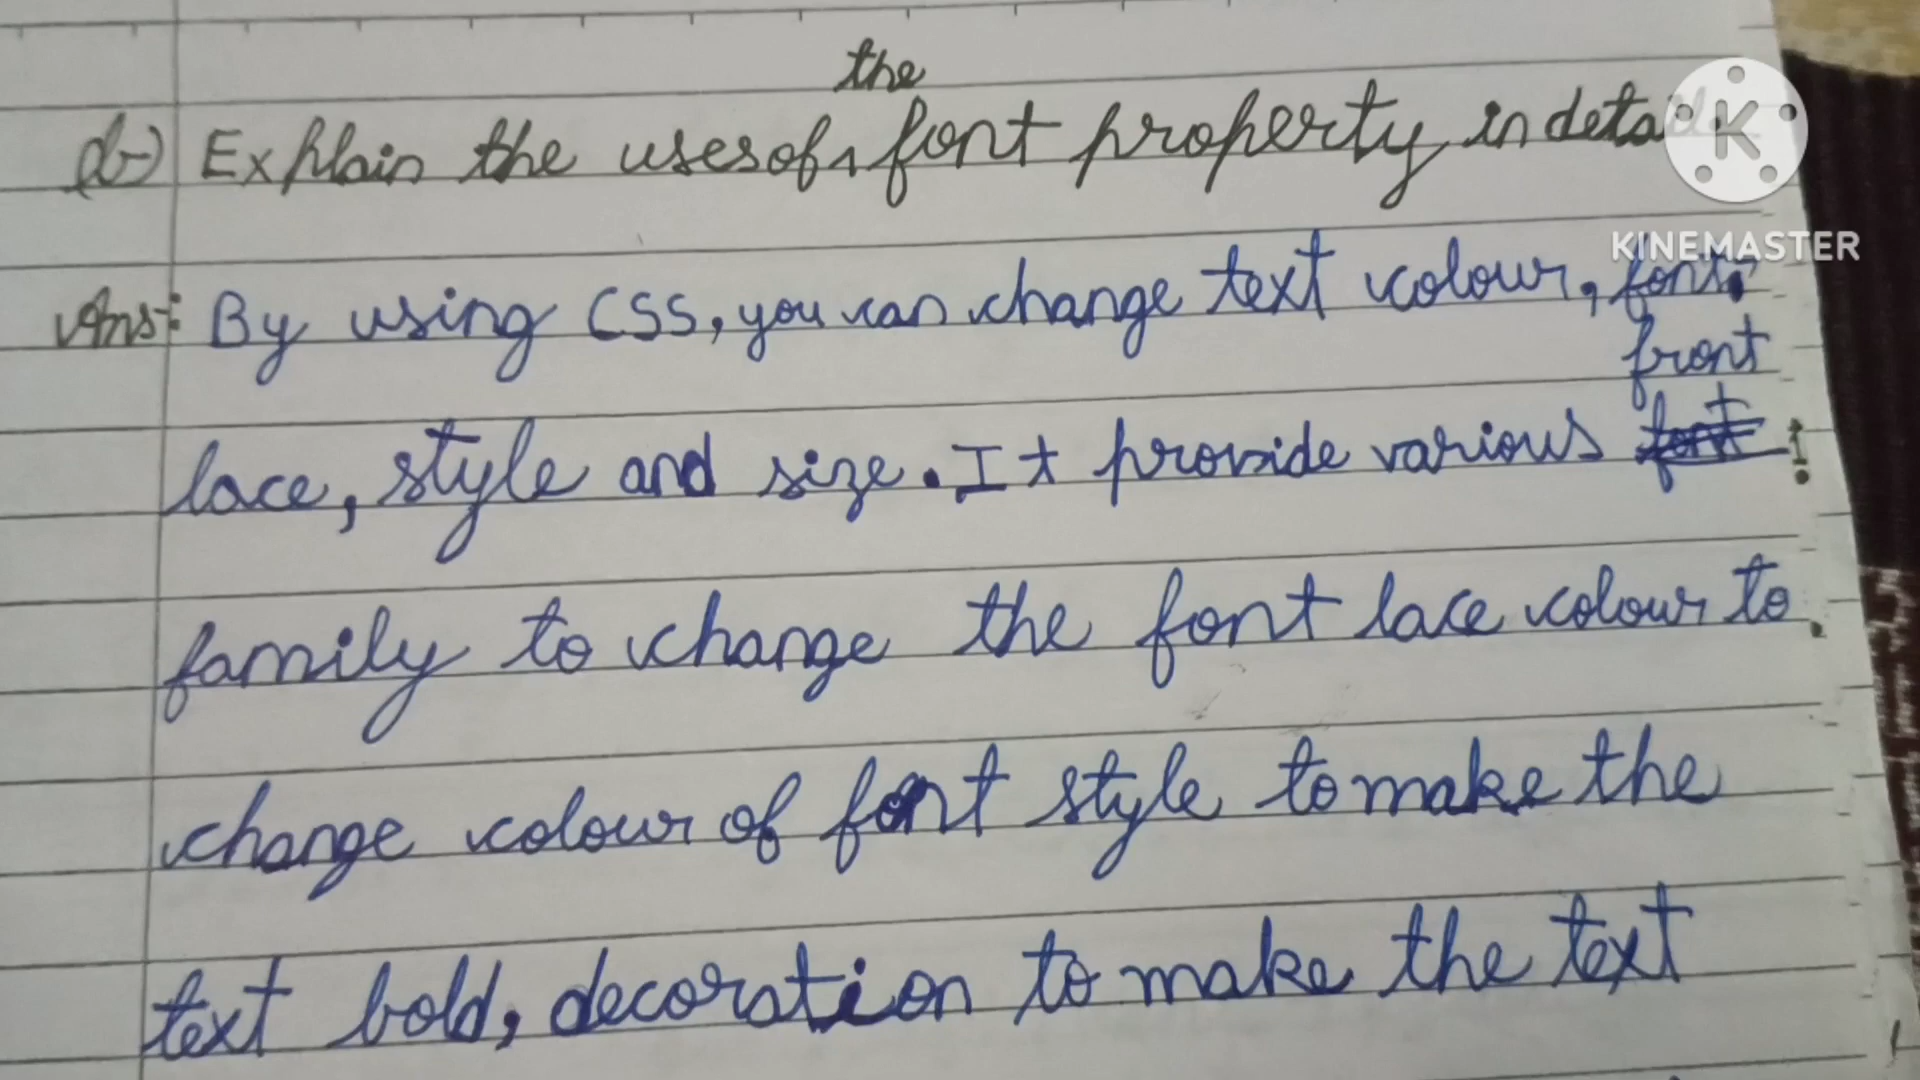 the
d-) Explain the uses of ^ font property in detail.
KINEMASTER
Ans:- By using CSS, you can change text colour, font
front
lace, style and size. It provide various
family to change the font lace colour to
change colour of font style to make the
text bold, decoration to make the text